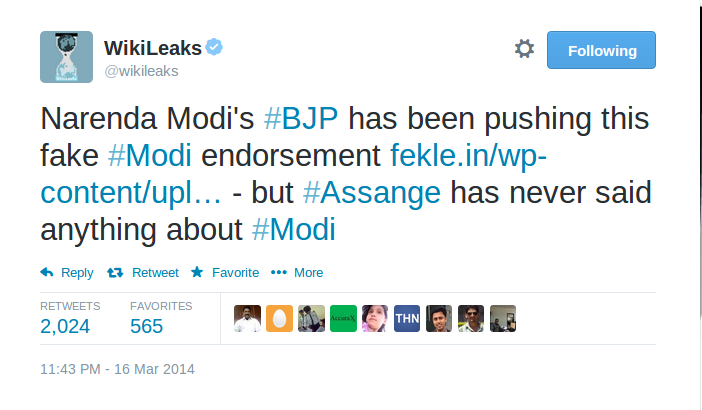 WikiLeaks
@wikileaks
Following
Narenda Modi's #BJP has been pushing this
fake #Modi endorsement fekle.in/wp-
content/upl… - but #Assange has never said
anything about #Modi
Reply Retweet Favorite More
RETWEETS FAVORITES
2,024 565
THN
11:43 PM - 16 Mar 2014